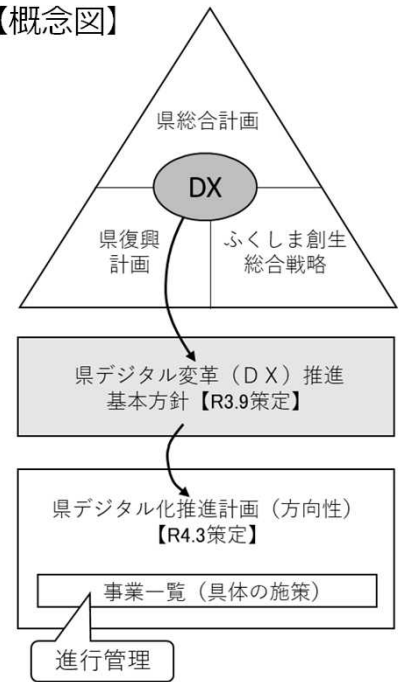 【概念図】
県総合計画
DX
県復興
計画
ふくしま創生
総合戦略
県デジタル変革（ＤＸ）推進
基本方針【R3.9策定】
県デジタル化推進計画（方向性）
【R4.3策定】
事業一覧（具体の施策）
進行管理